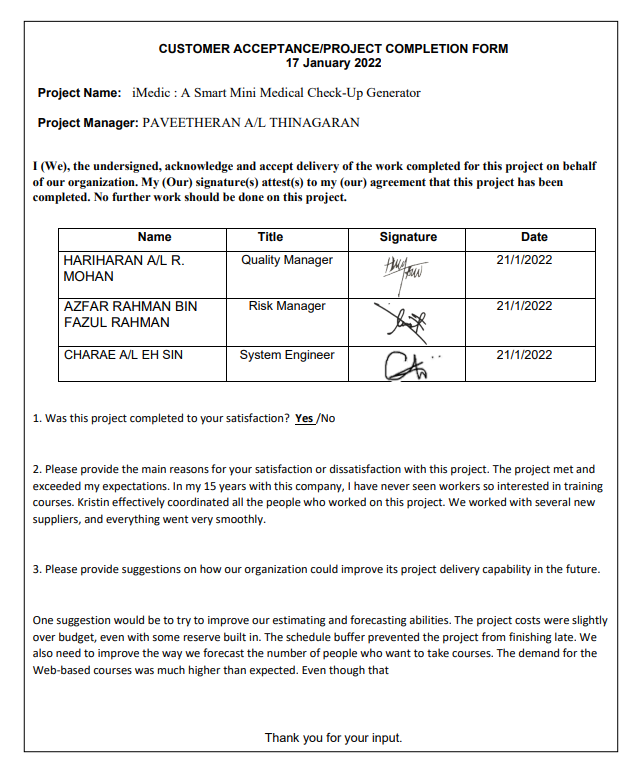 CUSTOMER ACCEPTANCE/PROJECT COMPLETION FORM
17 January 2022
Project Name: iMedic : A Smart Mini Medical Check-Up Generator
Project Manager: PAVEETHERAN A/L THINAGARAN
I (We), the undersigned, acknowledge and accept delivery of the work completed for this project on behalf
of our organization. My (Our) signature(s) attest(s) to my (our) agreement that this project has been
completed. No further work should be done on this project.
Name Title Signature Date
HARIHARAN A/L R. Quality Manager 21/1/2022
MOHAN
AZFAR RAHMAN BIN Risk Manager 21/1/2022
FAZUL RAHMAN
CHARAE A/L EH SIN System Engineer 21/1/2022
1. Was this project completed to your satisfaction? Yes /No
2. Please provide the main reasons for your satisfaction or dissatisfaction with this project. The project met and
exceeded my expectations. In my 15 years with this company, I have never seen workers so interested in training
courses. Kristin effectively coordinated all the people who worked on this project. We worked with several new
suppliers, and everything went very smoothly.
3. Please provide suggestions on how our organization could improve its project delivery capability in the future.
One suggestion would be to try to improve our estimating and forecasting abilities. The project costs were slightly
over budget, even with some reserve built in. The schedule buffer prevented the project from finishing late. We
also need to improve the way we forecast the number of people who want to take courses. The demand for the
Web-based courses was much higher than expected. Even though that
Thank you for your input.